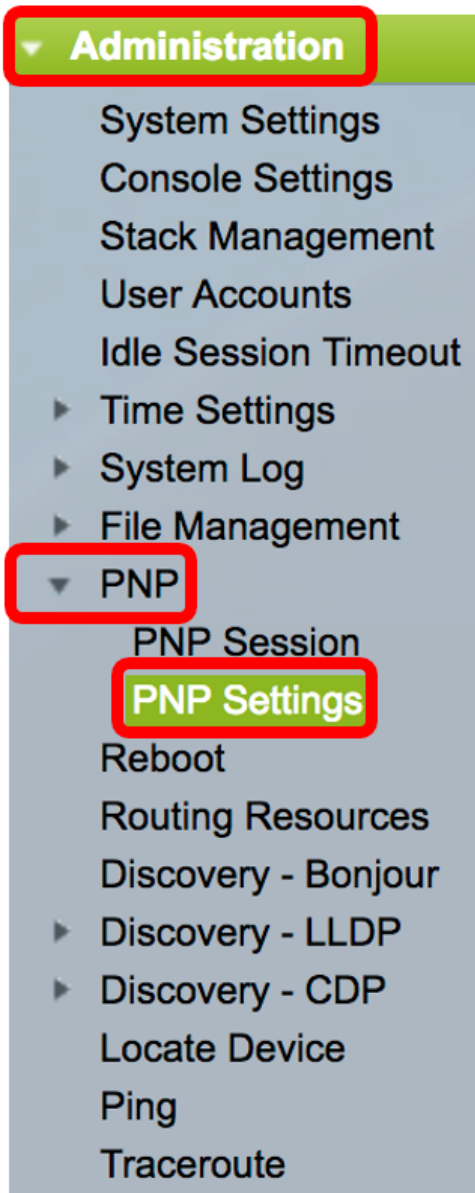 Administration
System Settings
Console Settings
Stack Management
User Accounts
Idle Session Timeout
Time Settings
System Log
File Management
PNP
PNP Session
PNP Settings
Reboot
Routing Resources
Discovery - Bonjour
Discovery - LLDP
Discovery - CDP
Locate Device
Ping
Traceroute